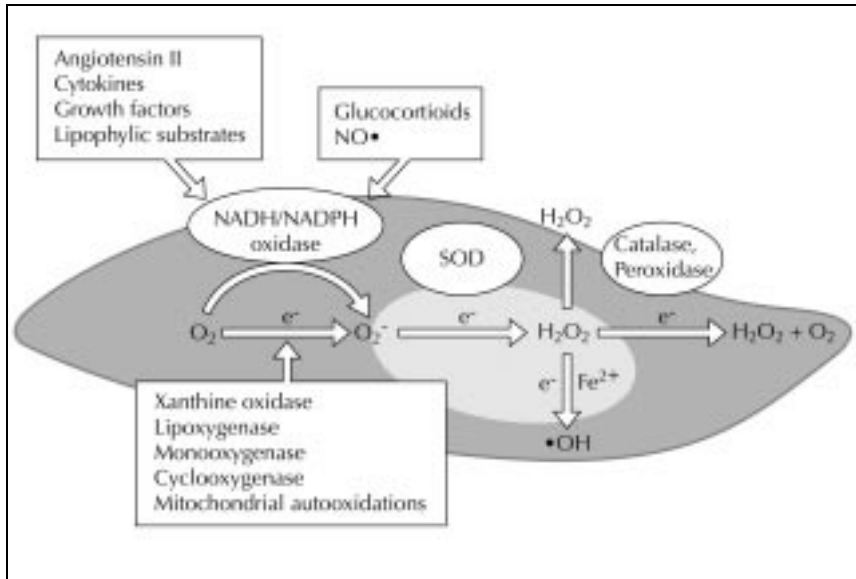 Angiotensin II
Cytokines
Growth factors
Lipophylic substrates
Glucocortioids
NO•
NADH/NADPH
oxidase
SOD
H₂O₂
Catalase,
Peroxidase
O₂
e⁻
O₂⁻
e⁻
H₂O₂
e⁻
H₂O₂ + O₂
e⁻ Fe²⁺
•OH
Xanthine oxidase
Lipoxygenase
Monooxygenase
Cyclooxygenase
Mitochondrial autooxidations